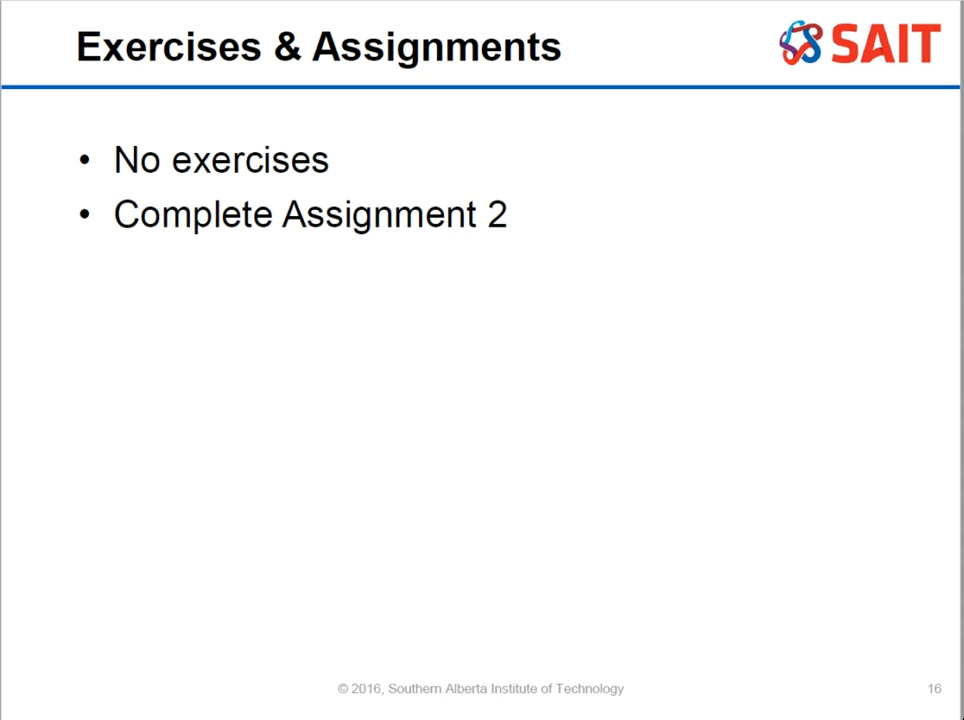 Exercises & Assignments
SAIT
• No exercises
• Complete Assignment 2
© 2016, Southern Alberta Institute of Technology
16